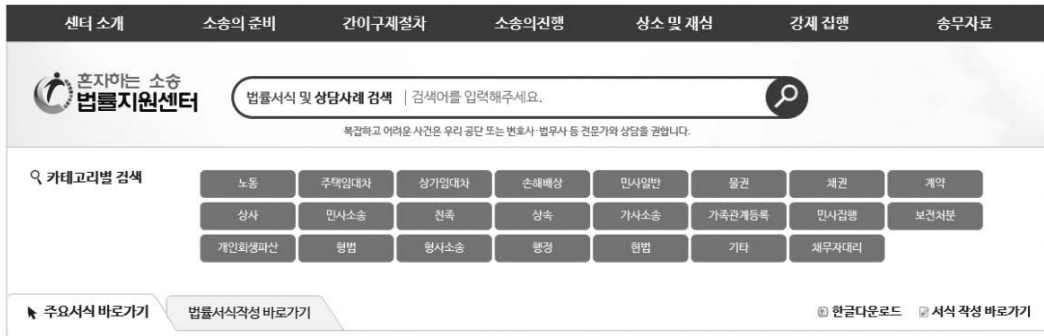 센터 소개 소송의 준비 간이구제절차 소송의진행 상소 및 재심 강제 집행 송무자료
혼자하는 소송
법률지원센터
법률서식 및 상담사례 검색 | 검색어를 입력해주세요.
복잡하고 어려운 사건은 우리 공단 또는 변호사·법무사 등 전문가와 상담을 권합니다.
카테고리별 검색
노동 주택임대차 상가임대차 손해배상 민사일반 물권 채권 계약
상사 민사소송 친족 상속 가사소송 가족관계등록 민사집행 보전처분
개인회생파산 형법 형사소송 행정 헌법 기타 채무자대리
주요서식 바로가기 법률서식작성 바로가기 한글다운로드 서식 작성 바로가기